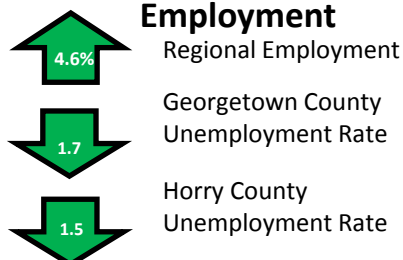 Employment
4.6%
Regional Employment
Georgetown County
1.7
Unemployment Rate
Horry County
1.5
Unemployment Rate